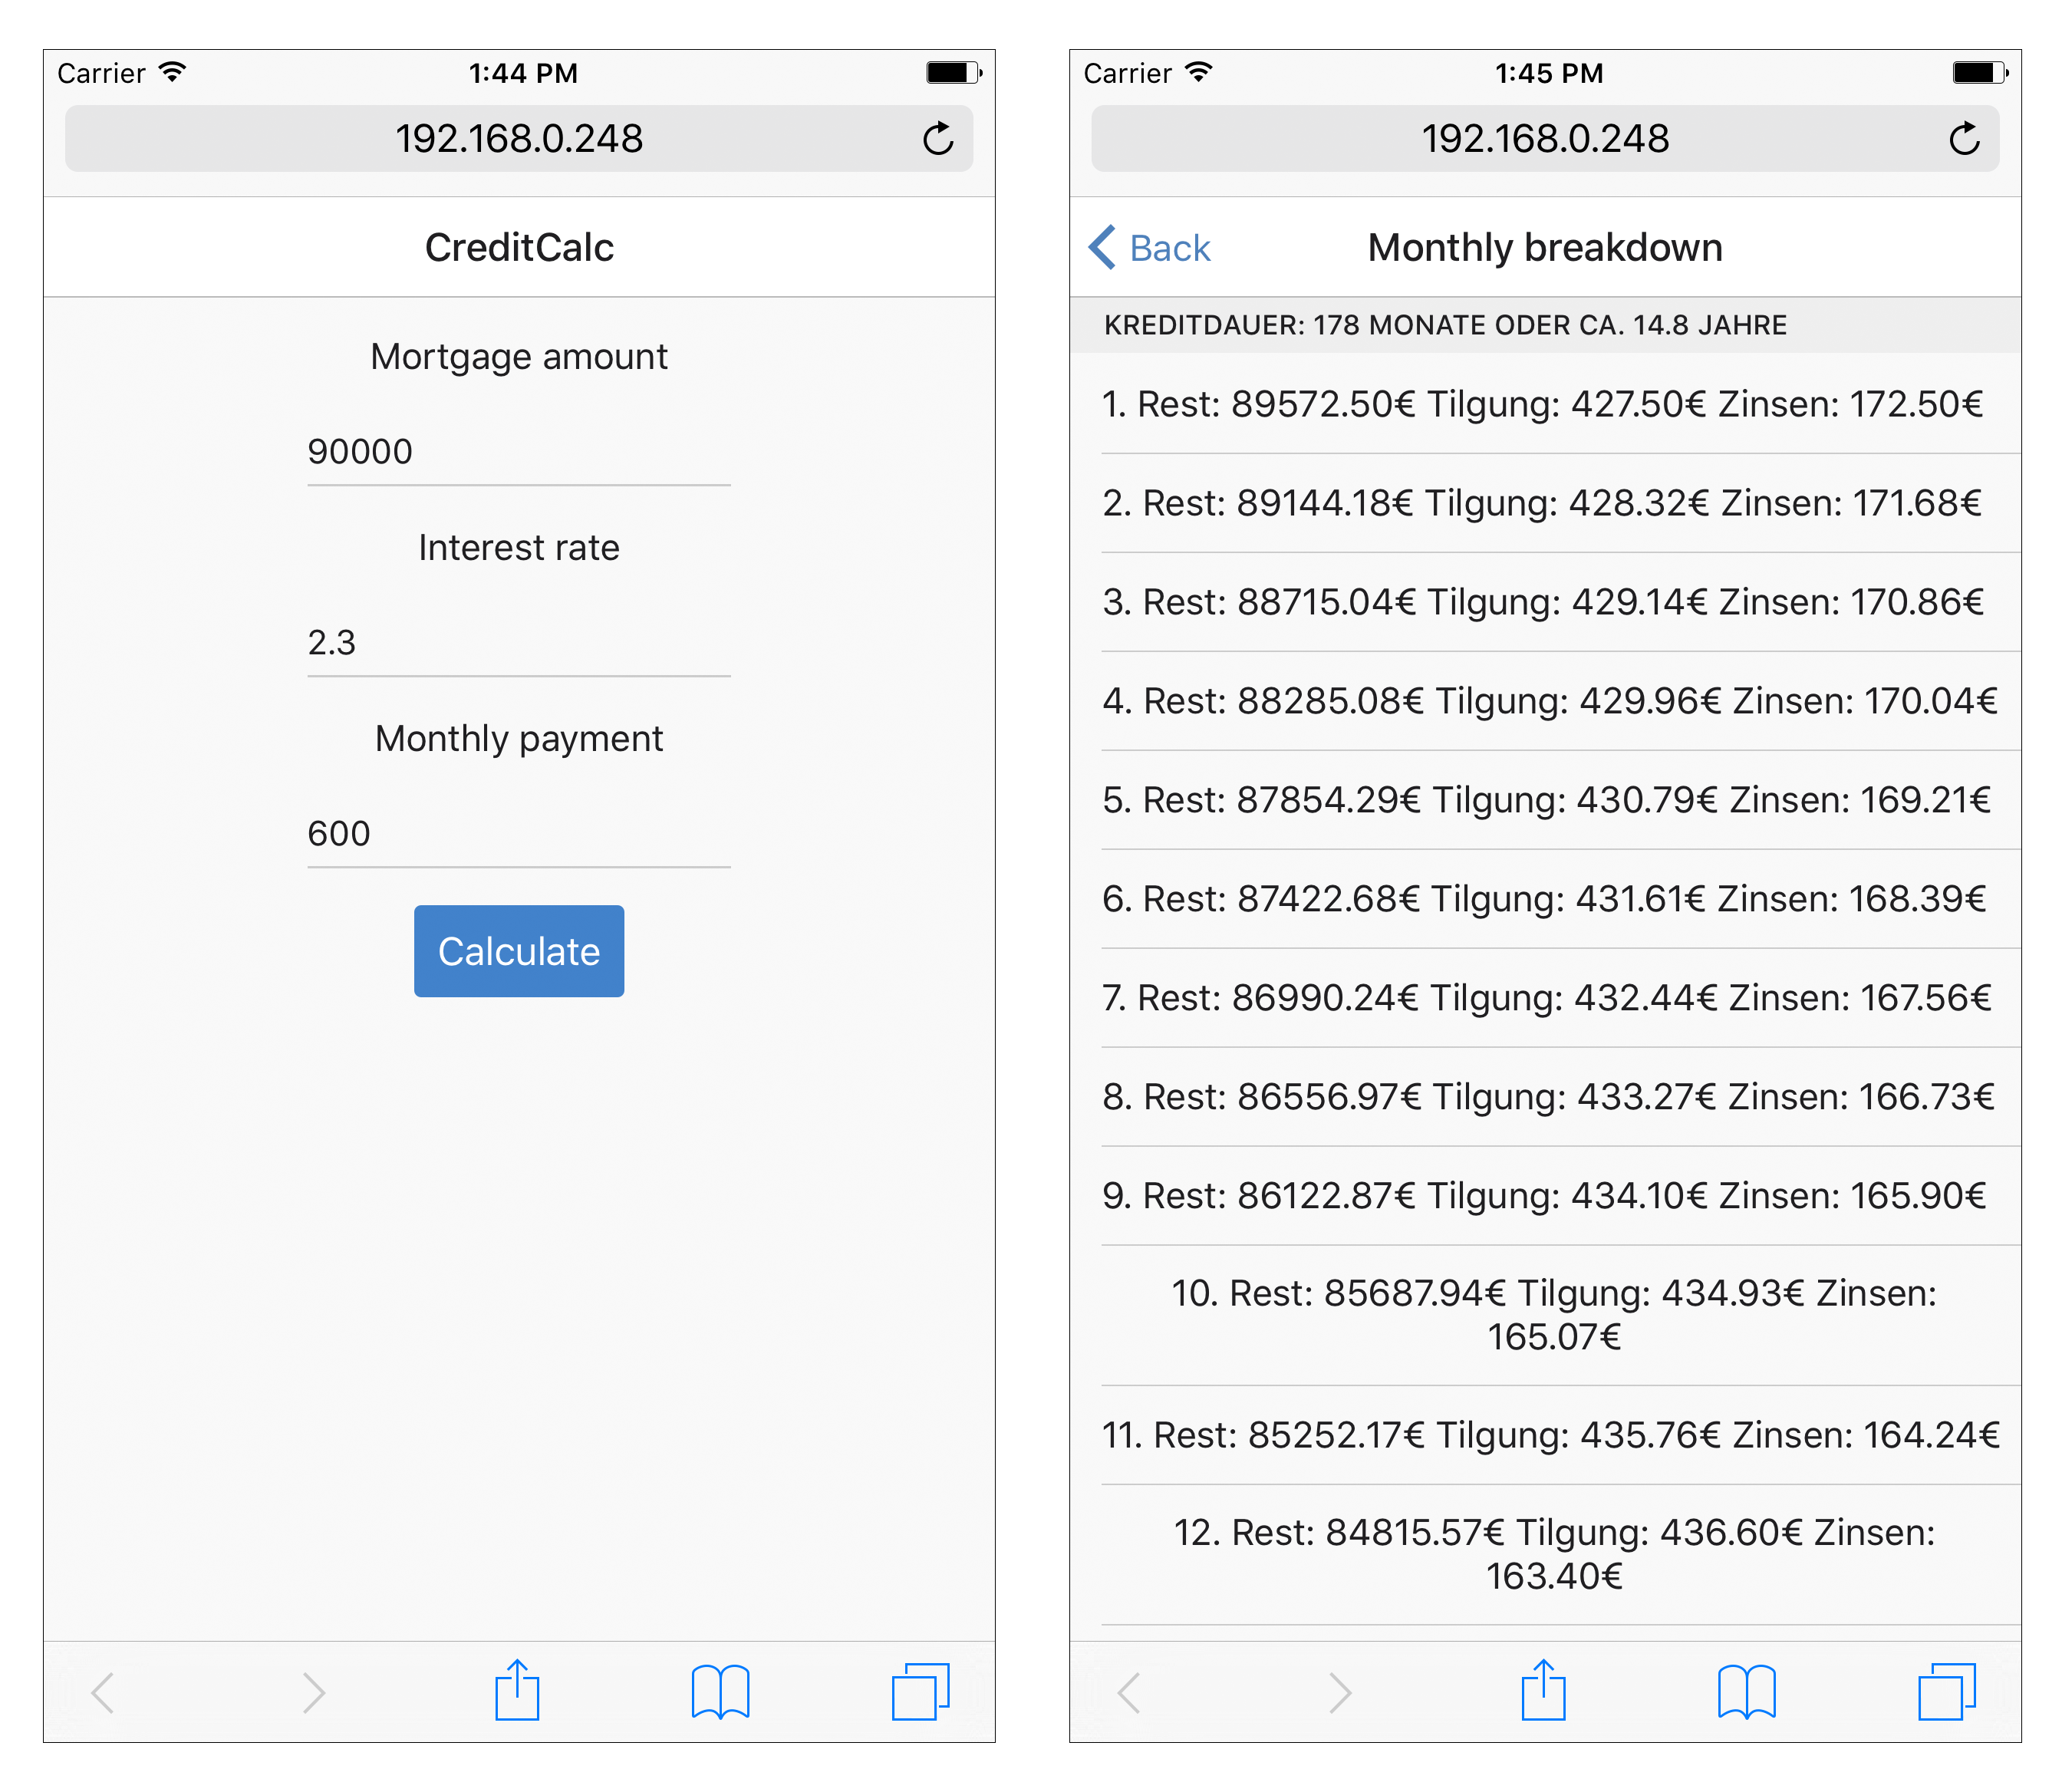 Carrier 1:44 PM
192.168.0.248
CreditCalc
Mortgage amount
90000
Interest rate
2.3
Monthly payment
600
Calculate
Carrier 1:45 PM
192.168.0.248
Back Monthly breakdown
KREDITDAUER: 178 MONATE ODER CA. 14.8 JAHRE
1. Rest: 89572.50€ Tilgung: 427.50€ Zinsen: 172.50€
2. Rest: 89144.18€ Tilgung: 428.32€ Zinsen: 171.68€
3. Rest: 88715.04€ Tilgung: 429.14€ Zinsen: 170.86€
4. Rest: 88285.08€ Tilgung: 429.96€ Zinsen: 170.04€
5. Rest: 87854.29€ Tilgung: 430.79€ Zinsen: 169.21€
6. Rest: 87422.68€ Tilgung: 431.61€ Zinsen: 168.39€
7. Rest: 86990.24€ Tilgung: 432.44€ Zinsen: 167.56€
8. Rest: 86556.97€ Tilgung: 433.27€ Zinsen: 166.73€
9. Rest: 86122.87€ Tilgung: 434.10€ Zinsen: 165.90€
10. Rest: 85687.94€ Tilgung: 434.93€ Zinsen:
165.07€
11. Rest: 85252.17€ Tilgung: 435.76€ Zinsen: 164.24€
12. Rest: 84815.57€ Tilgung: 436.60€ Zinsen:
163.40€